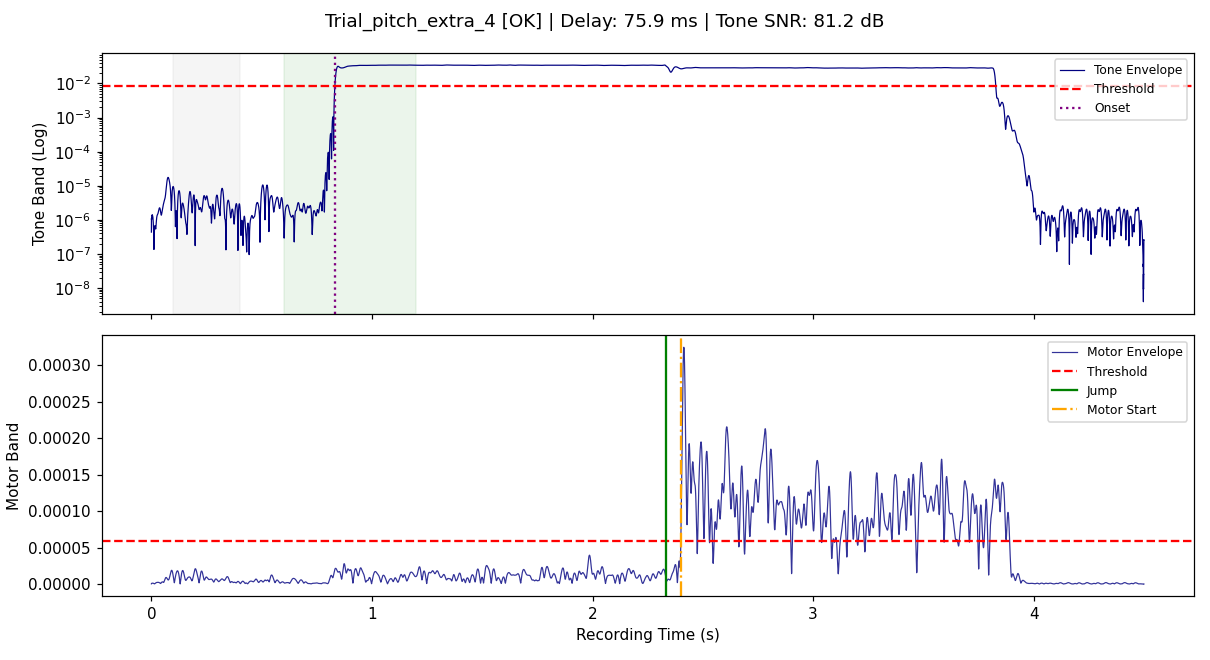 Trial_pitch_extra_4 [OK] | Delay: 75.9 ms | Tone SNR: 81.2 dB
Tone Band (Log)
10⁻²
10⁻³
10⁻⁴
10⁻⁵
10⁻⁶
10⁻⁷
10⁻⁸
Tone Envelope
Threshold
Onset
Motor Band
0.00030
0.00025
0.00020
0.00015
0.00010
0.00005
0.00000
Motor Envelope
Threshold
Jump
Motor Start
0 1 2 3 4
Recording Time (s)